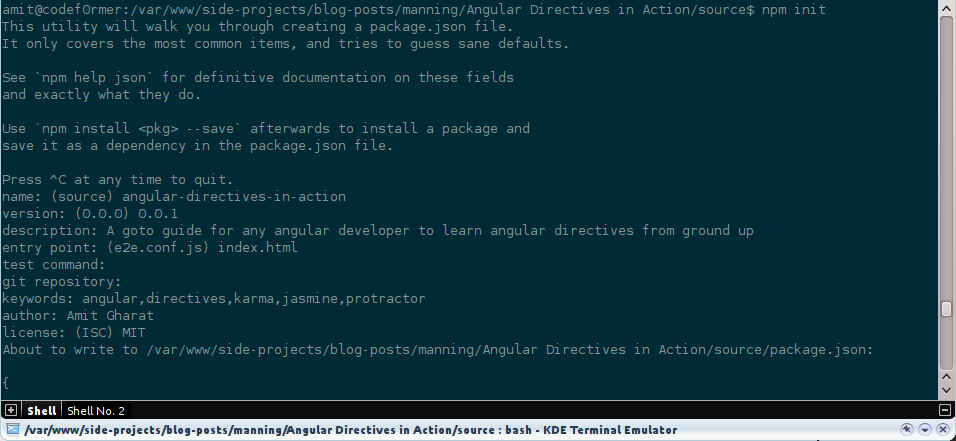 amit@codef0rmer:/var/www/side-projects/blog-posts/manning/Angular Directives in Action/source$ npm init
This utility will walk you through creating a package.json file.
It only covers the most common items, and tries to guess sane defaults.
See `npm help json` for definitive documentation on these fields
and exactly what they do.
Use `npm install <pkg> --save` afterwards to install a package and
save it as a dependency in the package.json file.
Press ^C at any time to quit.
name: (source) angular-directives-in-action
version: (0.0.0) 0.0.1
description: A goto guide for any angular developer to learn angular directives from ground up
entry point: (e2e.conf.js) index.html
test command:
git repository:
keywords: angular,directives,karma,jasmine,protractor
author: Amit Gharat
license: (ISC) MIT
About to write to /var/www/side-projects/blog-posts/manning/Angular Directives in Action/source/package.json:
{
Shell Shell No. 2
/var/www/side-projects/blog-posts/manning/Angular Directives in Action/source : bash - KDE Terminal Emulator